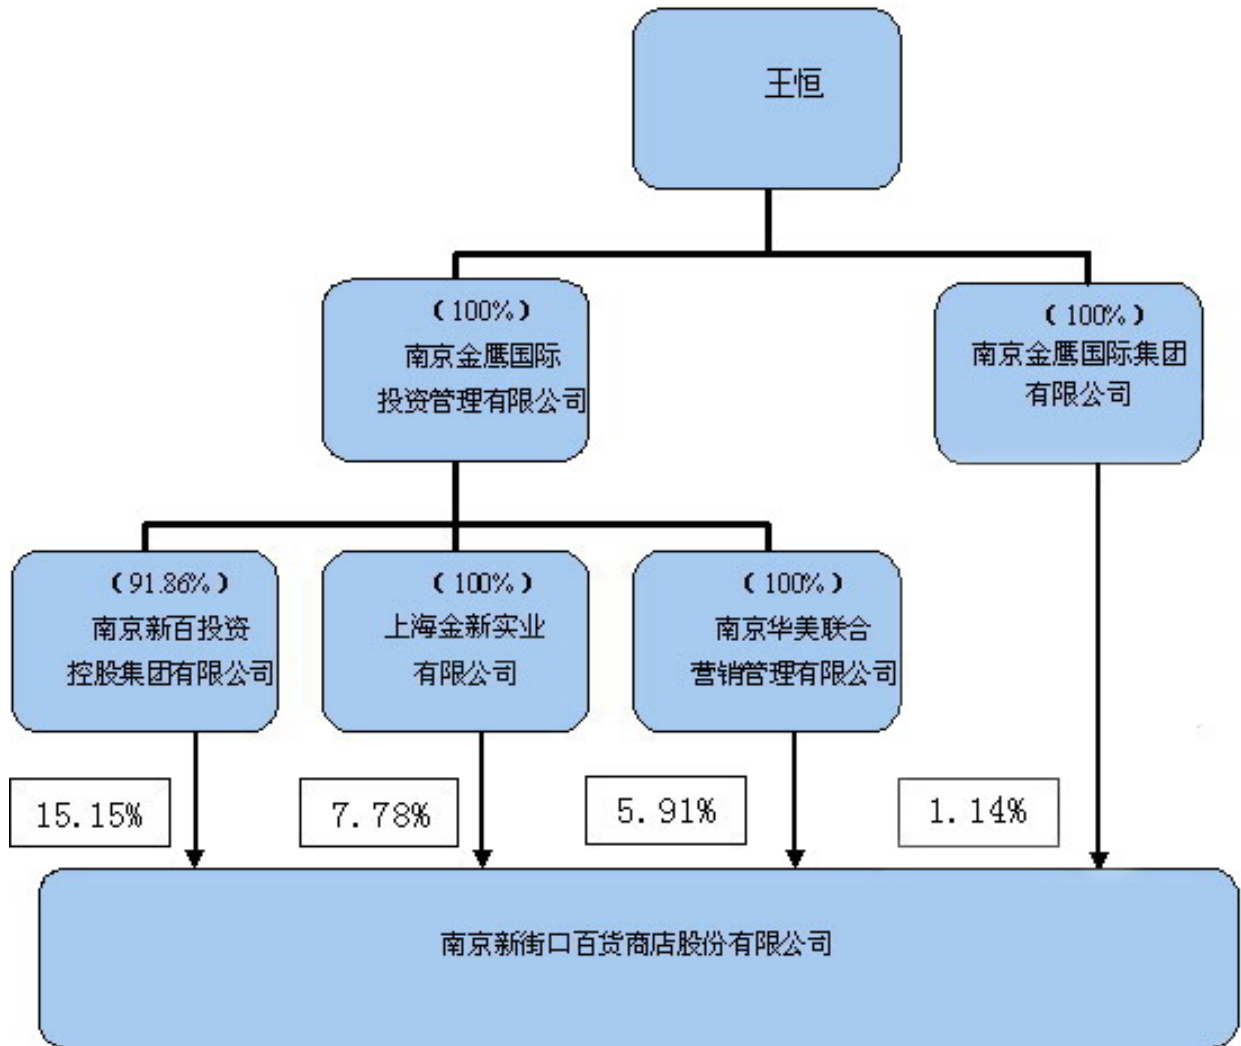 王恒
（100%）
南京金鹰国际
投资管理有限公司
（100%）
南京金鹰国际集团
有限公司
（91.86%）
南京新百投资
控股集团有限公司
（100%）
上海金新实业
有限公司
（100%）
南京华美联合
营销管理有限公司
15.15%
7.78%
5.91%
1.14%
南京新街口百货商店股份有限公司